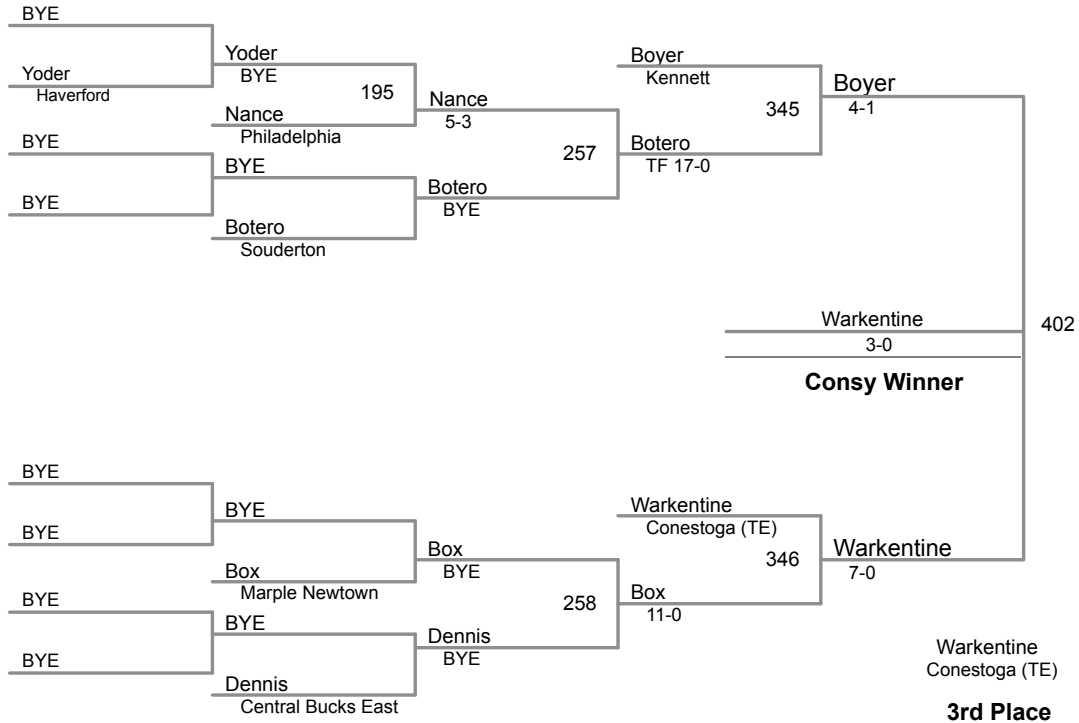 BYE
Yoder
Haverford
BYE
BYE
Yoder
BYE
195
Nance
Philadelphia
BYE
Botero
Souderton
Nance
5-3
257
Botero
BYE
Boyer
Kennett
345
Botero
TF 17-0
Boyer
4-1
402
Warkentine
3-0
Consy Winner
BYE
BYE
BYE
BYE
BYE
Box
Marple Newtown
BYE
Dennis
Central Bucks East
Box
BYE
258
Dennis
BYE
Warkentine
Conestoga (TE)
346
Box
11-0
Warkentine
7-0
Warkentine
Conestoga (TE)
3rd Place